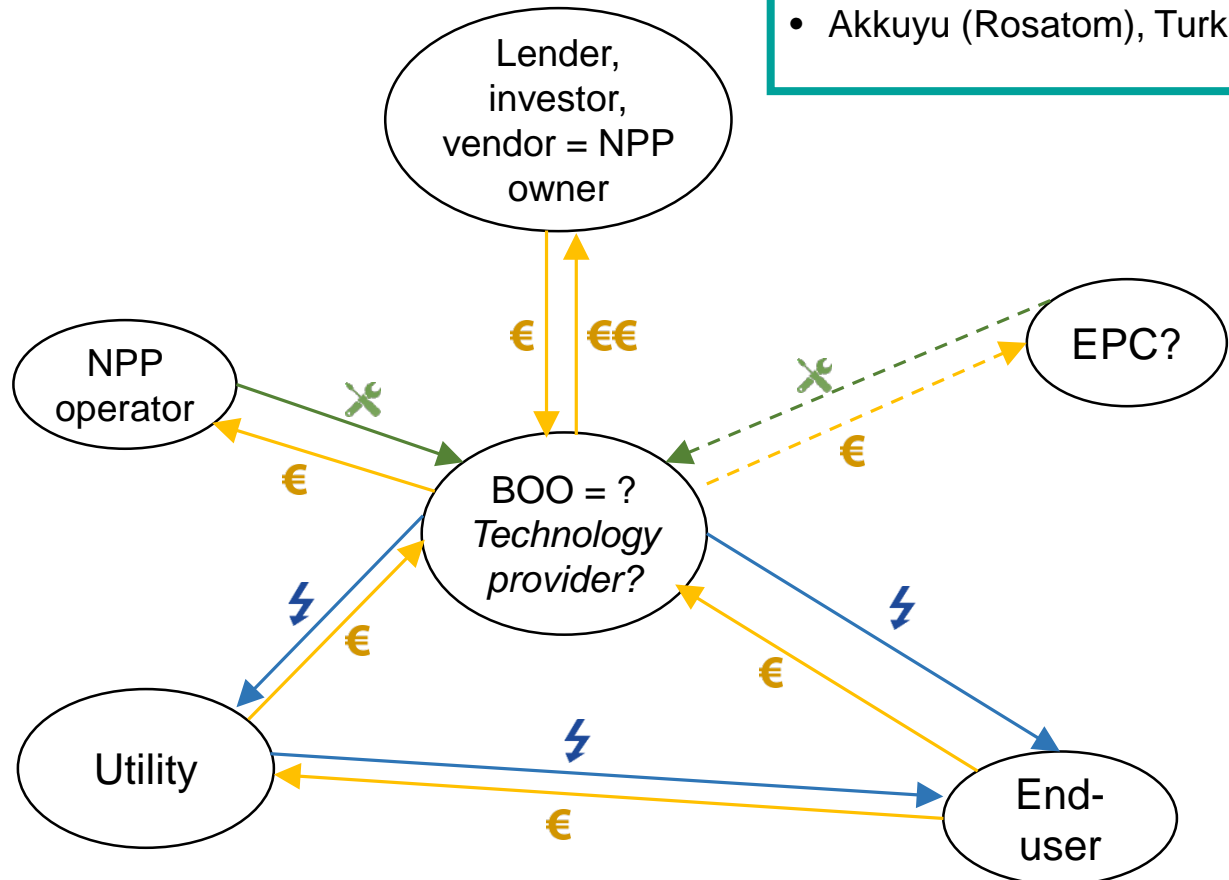 • Akkuyu (Rosatom), Turk
Lender,
investor,
vendor = NPP
owner
€
€€
NPP
operator
EPC?
€
€
BOO = ?
Technology
provider?
€
€
Utility
€
End-
user